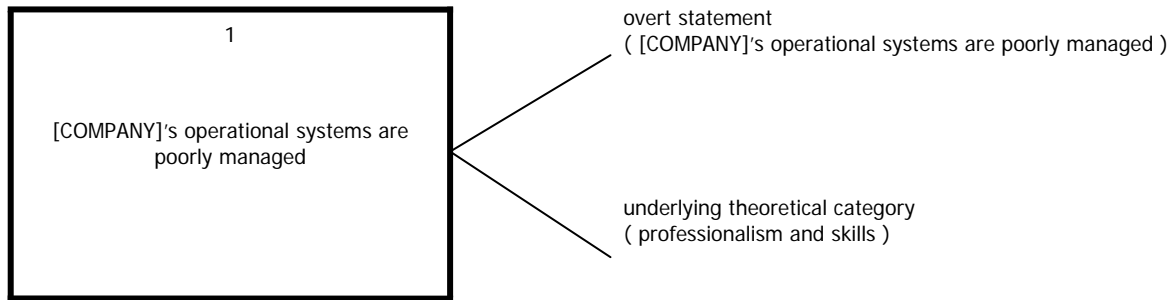 1
[COMPANY]'s operational systems are
poorly managed
overt statement
( [COMPANY]'s operational systems are poorly managed )
underlying theoretical category
( professionalism and skills )